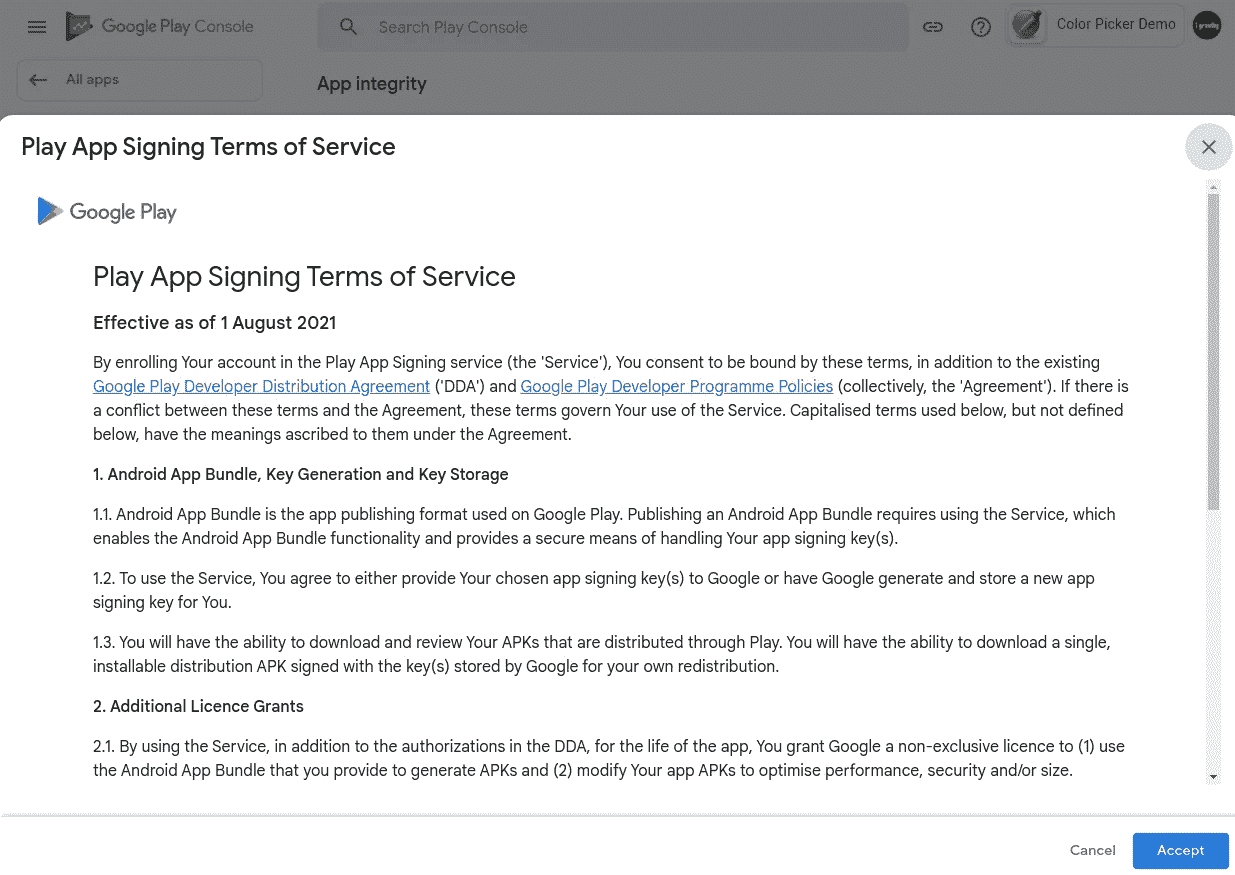 Google Play Console
Search Play Console
Color Picker Demo
All apps
App integrity
Play App Signing Terms of Service
Google Play
Play App Signing Terms of Service
Effective as of 1 August 2021
By enrolling Your account in the Play App Signing service (the 'Service'), You consent to be bound by these terms, in addition to the existing
Google Play Developer Distribution Agreement ('DDA') and Google Play Developer Programme Policies (collectively, the 'Agreement'). If there is
a conflict between these terms and the Agreement, these terms govern Your use of the Service. Capitalised terms used below, but not defined
below, have the meanings ascribed to them under the Agreement.
1. Android App Bundle, Key Generation and Key Storage
1.1. Android App Bundle is the app publishing format used on Google Play. Publishing an Android App Bundle requires using the Service, which
enables the Android App Bundle functionality and provides a secure means of handling Your app signing key(s).
1.2. To use the Service, You agree to either provide Your chosen app signing key(s) to Google or have Google generate and store a new app
signing key for You.
1.3. You will have the ability to download and review Your APKs that are distributed through Play. You will have the ability to download a single,
installable distribution APK signed with the key(s) stored by Google for your own redistribution.
2. Additional Licence Grants
2.1. By using the Service, in addition to the authorizations in the DDA, for the life of the app, You grant Google a non-exclusive licence to (1) use
the Android App Bundle that you provide to generate APKs and (2) modify Your app APKs to optimise performance, security and/or size.
Cancel
Accept